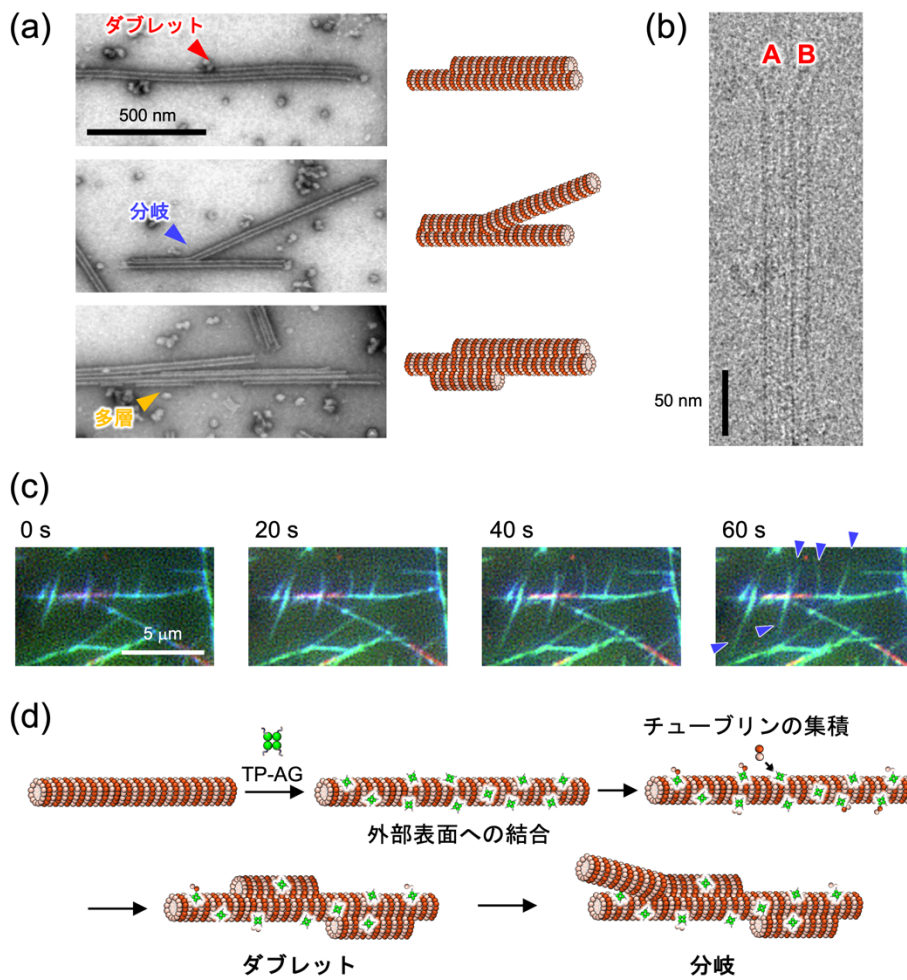 (a)
ダブレット
500 nm
分岐
多層
(b)
A B
50 nm
(c)
0 s
20 s
40 s
60 s
5 μm
(d)
TP-AG
外部表面への結合
チューブリンの集積
ダブレット
分岐